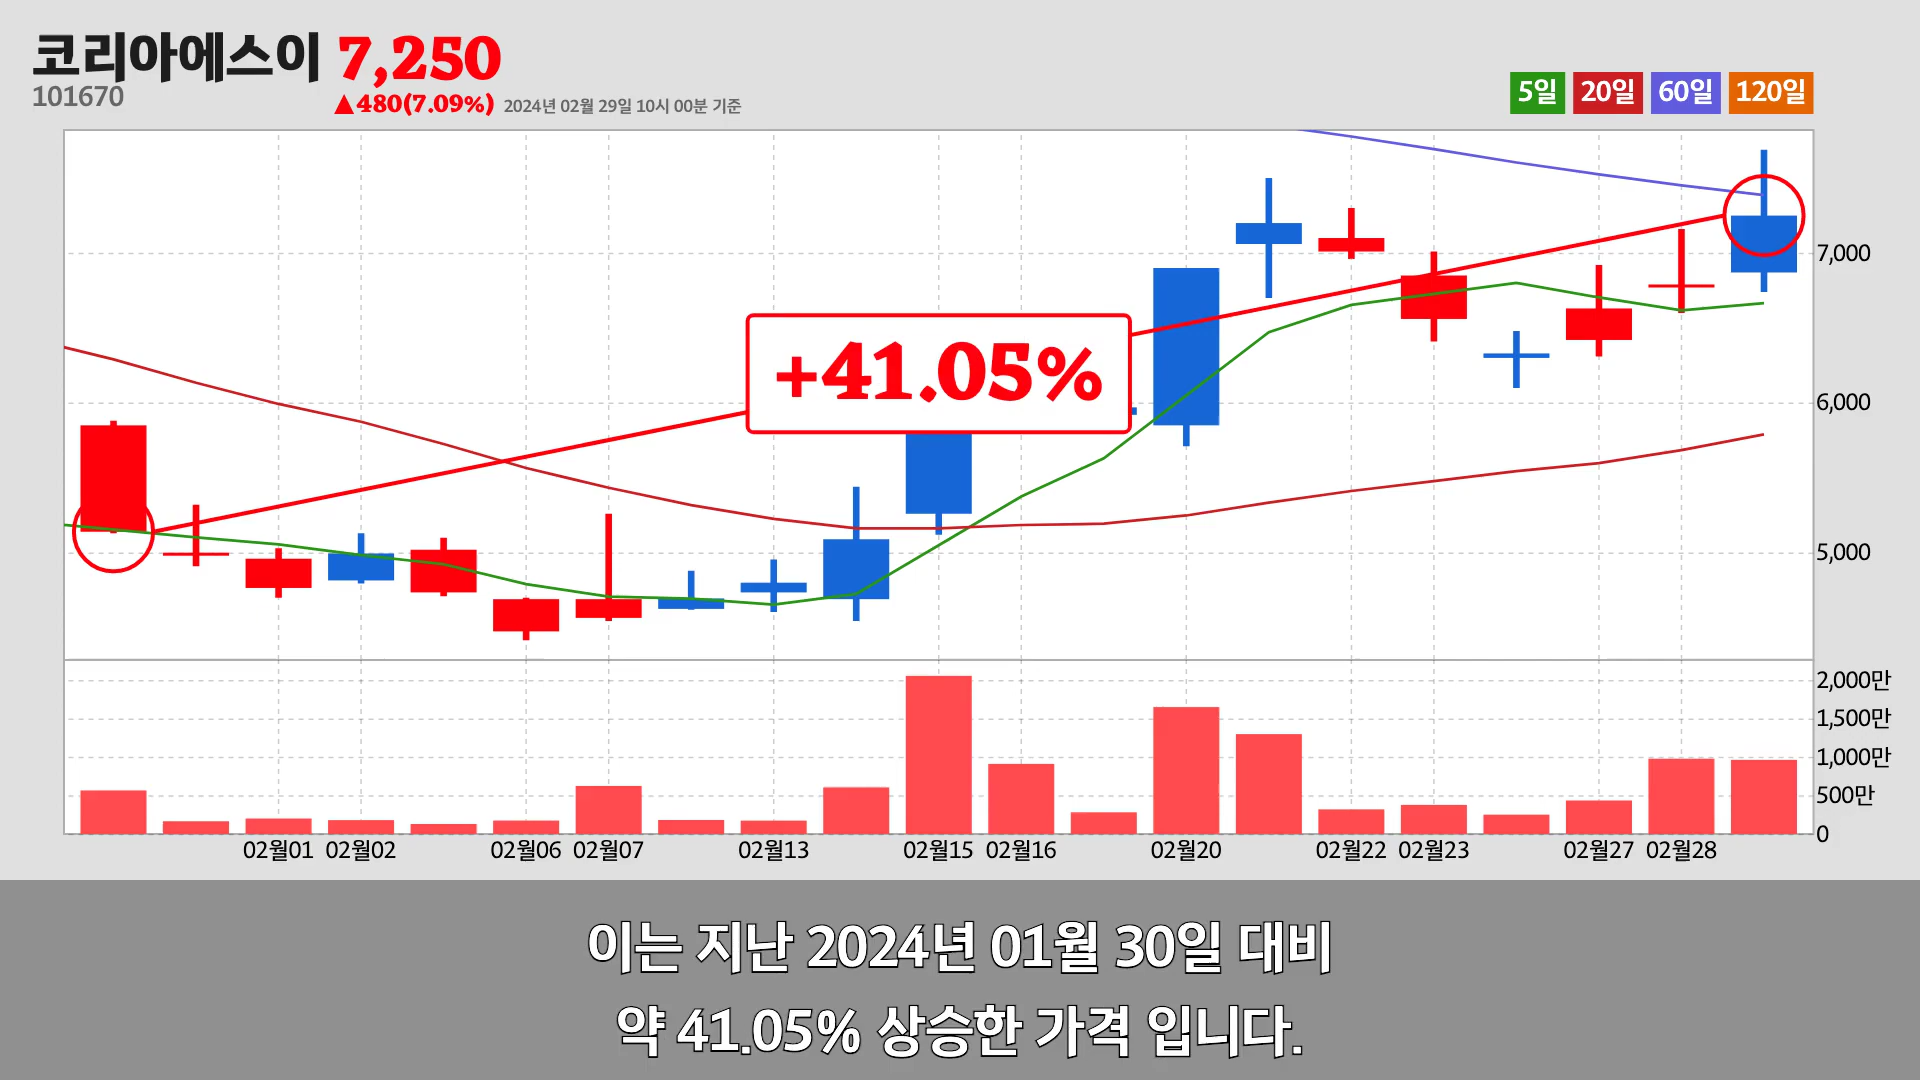 코리아에스이 7,250
101670
▲480(7.09%) 2024년 02월 29일 10시 00분 기준
5일 20일 60일 120일
+41.05%
7,000
6,000
5,000
2,000만
1,500만
1,000만
500만
0
02월01 02월02 02월06 02월07 02월13 02월15 02월16 02월20 02월22 02월23 02월27 02월28
이는 지난 2024년 01월 30일 대비
약 41.05% 상승한 가격 입니다.